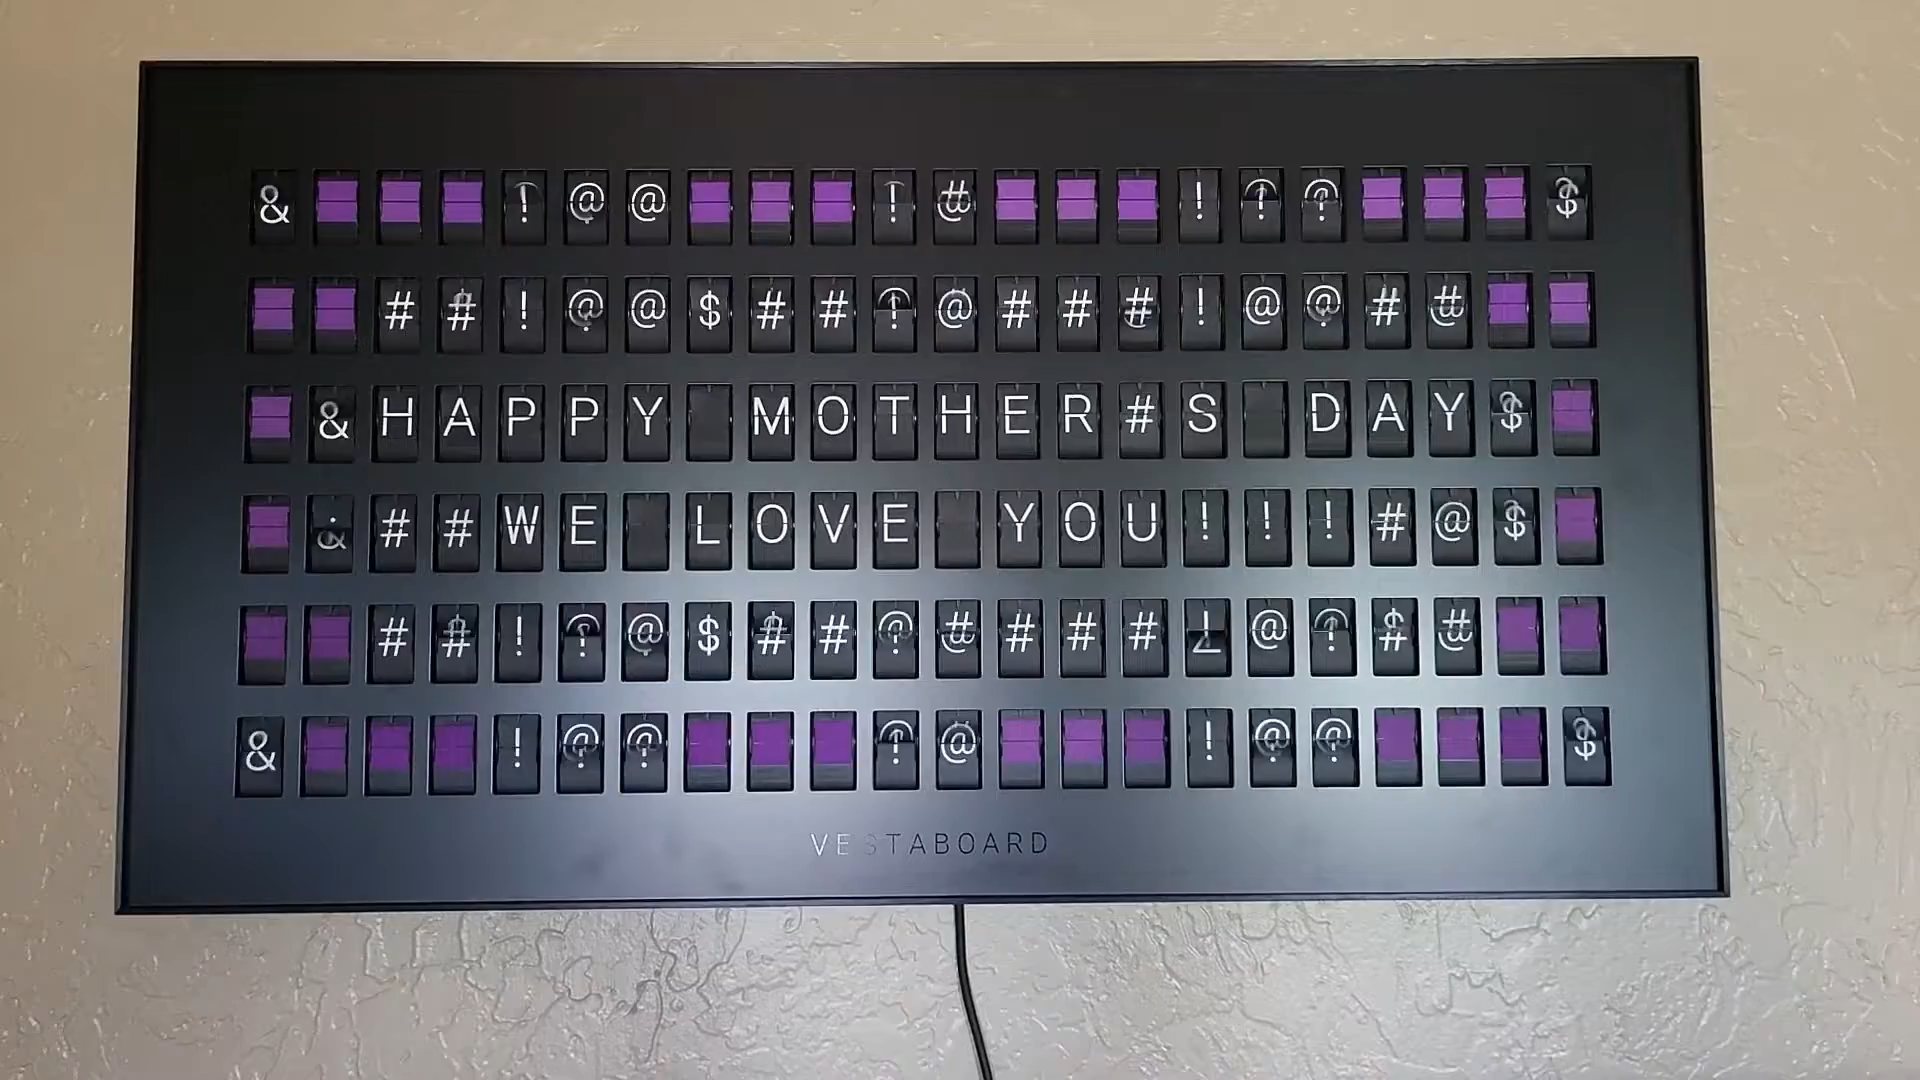 & ! @ @ ! # ! ? ? $
# # ! @ @ $ # # ! @ # # # ! @ @ # #
& HAPPY MOTHER#S DAY $
& # # WE LOVE YOU!!! # @ $
# # ! ? @ $ # # @ # # # # ! @ ? $ #
& ! @ @ ? @ ! @ @ $
VESTABOARD